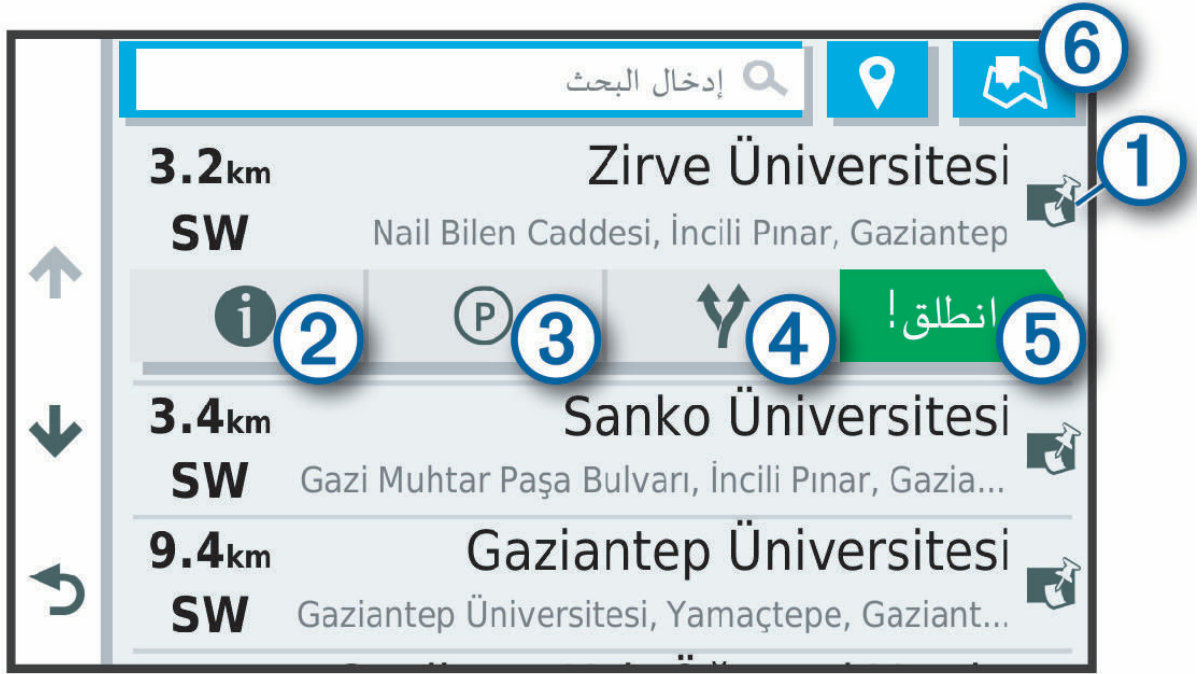 إدخال البحث
6
1
Zirve Üniversitesi
3.2km
Nail Bilen Caddesi, İncili Pınar, Gaziantep
SW
i 2 P 3 4 انطلق! 5
Sanko Üniversitesi
3.4km
Gazi Muhtar Paşa Bulvarı, İncili Pınar, Gazia...
SW
Gaziantep Üniversitesi
9.4km
Gaziantep Üniversitesi, Yamaçtepe, Gaziant...
SW